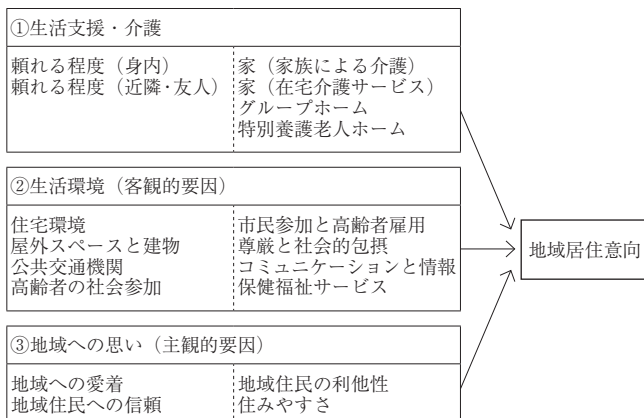 ①生活支援・介護
頼れる程度（身内）
頼れる程度（近隣・友人）
家（家族による介護）
家（在宅介護サービス）
グループホーム
特別養護老人ホーム
②生活環境（客観的要因）
住宅環境
屋外スペースと建物
公共交通機関
高齢者の社会参加
市民参加と高齢者雇用
尊厳と社会的包摂
コミュニケーションと情報
保健福祉サービス
③地域への思い（主観的要因）
地域への愛着
地域住民への信頼
地域住民の利他性
住みやすさ
地域居住意向